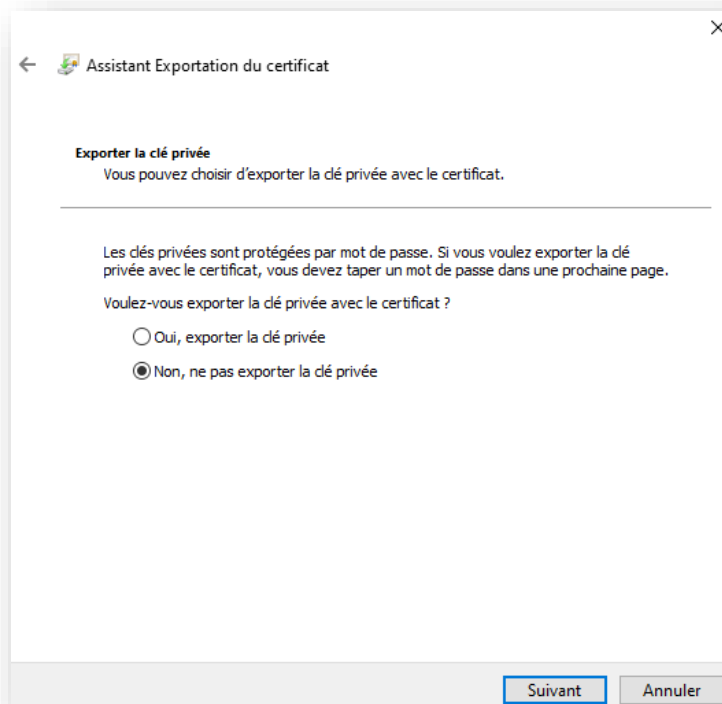 Assistant Exportation du certificat
Exporter la clé privée
Vous pouvez choisir d'exporter la clé privée avec le certificat.
Les clés privées sont protégées par mot de passe. Si vous voulez exporter la clé
privée avec le certificat, vous devez taper un mot de passe dans une prochaine page.
Voulez-vous exporter la clé privée avec le certificat ?
Oui, exporter la clé privée
Non, ne pas exporter la clé privée
Suivant Annuler